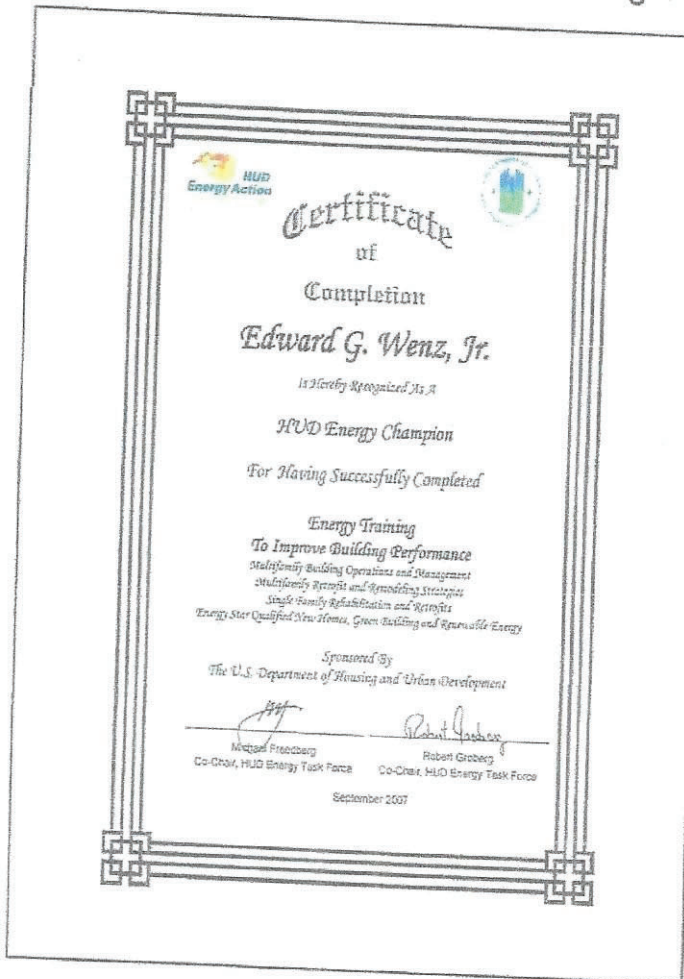 HUD
Energy Action
Certificate
of
Completion
Edward G. Wenz, Jr.
Is Hereby Recognized As A
HUD Energy Champion
For Having Successfully Completed
Energy Training
To Improve Building Performance
Multifamily Building Operations and Management
Multifamily Retrofit and Remodeling Strategies
Single Family Rehabilitation and Retrofits
Energy Star Qualified New Homes, Green Building and Renewable Energy
Sponsored By
The U.S. Department of Housing and Urban Development
Robert Groberg
Michael Freedberg
Robert Groberg
Co-Chair, HUD Energy Task Force
Co-Chair, HUD Energy Task Force
September 2007